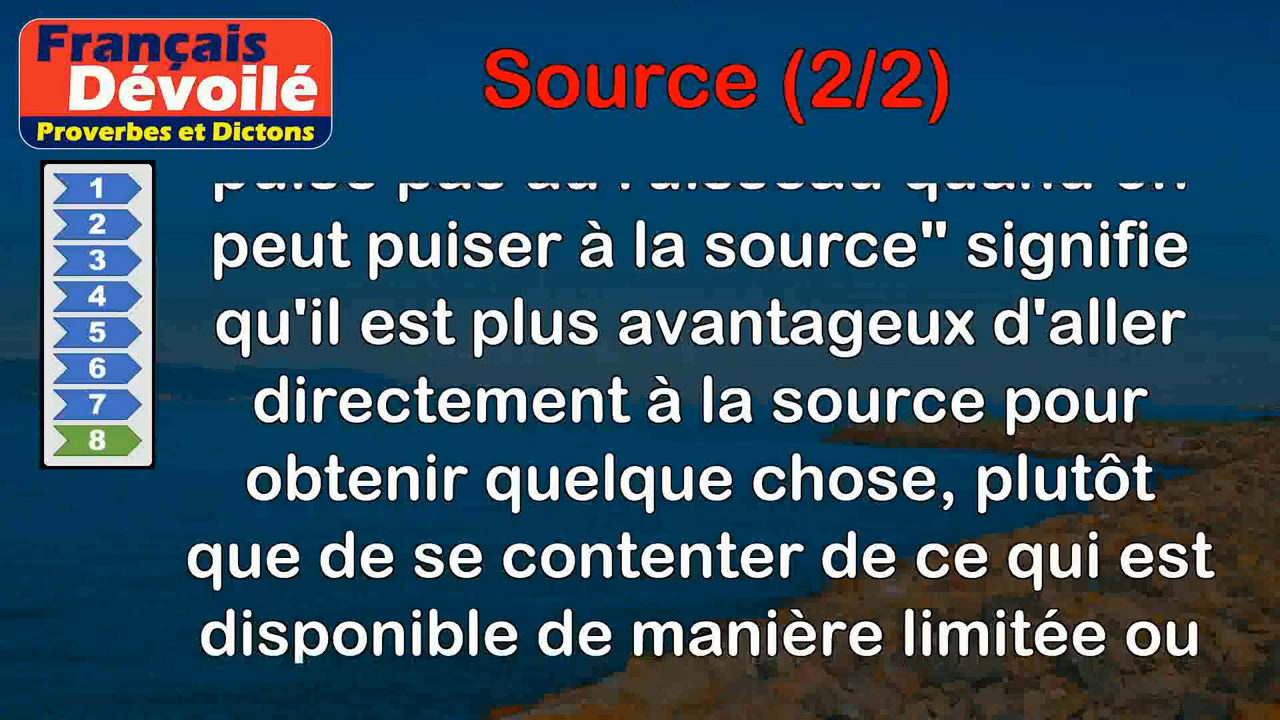 Français
Dévoilé
Proverbes et Dictons
Source (2/2)
1
2
3
4
5
6
7
8
peut puiser à la source" signifie
qu'il est plus avantageux d'aller
directement à la source pour
obtenir quelque chose, plutôt
que de se contenter de ce qui est
disponible de manière limitée ou